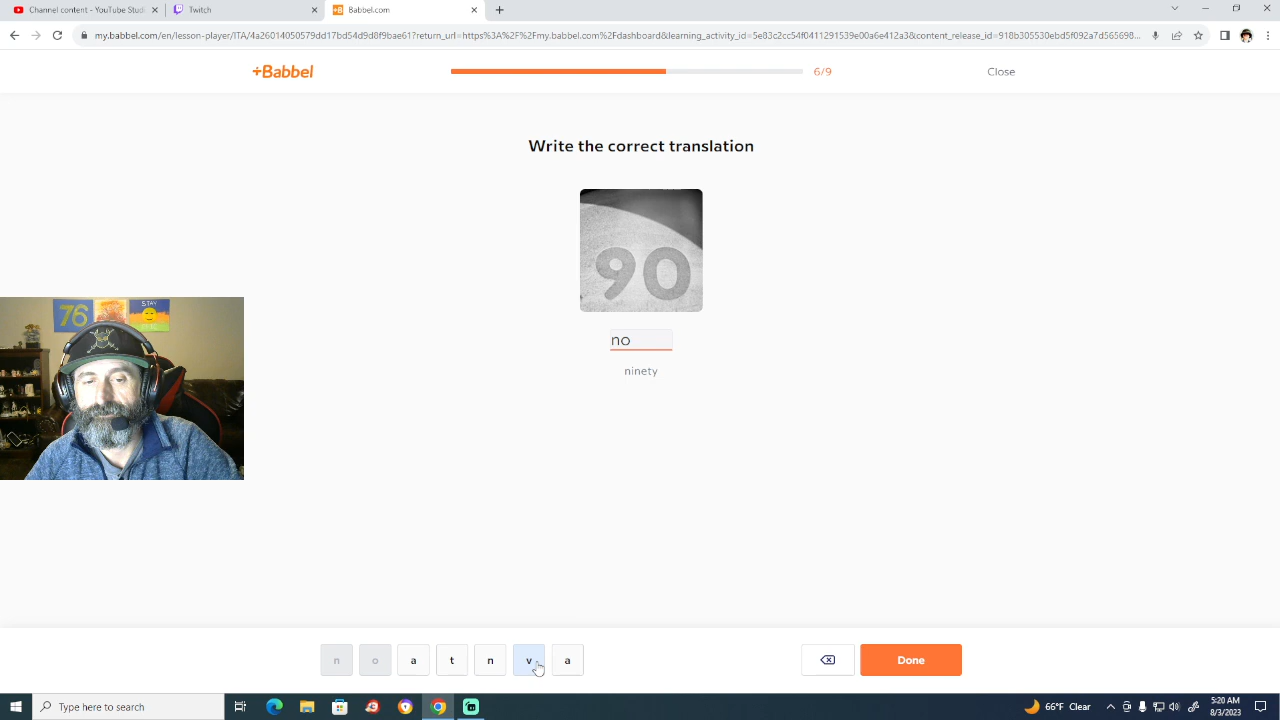 Channel content - YouTube Studi
Twitch
+B Babbel.com
my.babbel.com/en/lesson-player/ITA/4a26014050579dd17bd54d9d8f9bae61?return_url=https%3A%2F%2Fmy.babbel.com%2Fdashboard&learning_activity_id=5e83c2cc54f0411291539e00a6e412a3&content_release_id=918b305530ebd5f092a7d565698...
+Babbel
6/9
Close
Write the correct translation
90
no
ninety
76
STAY
n o a t n v a
Done
Type here to search
66°F Clear
5:20 AM
8/3/2023